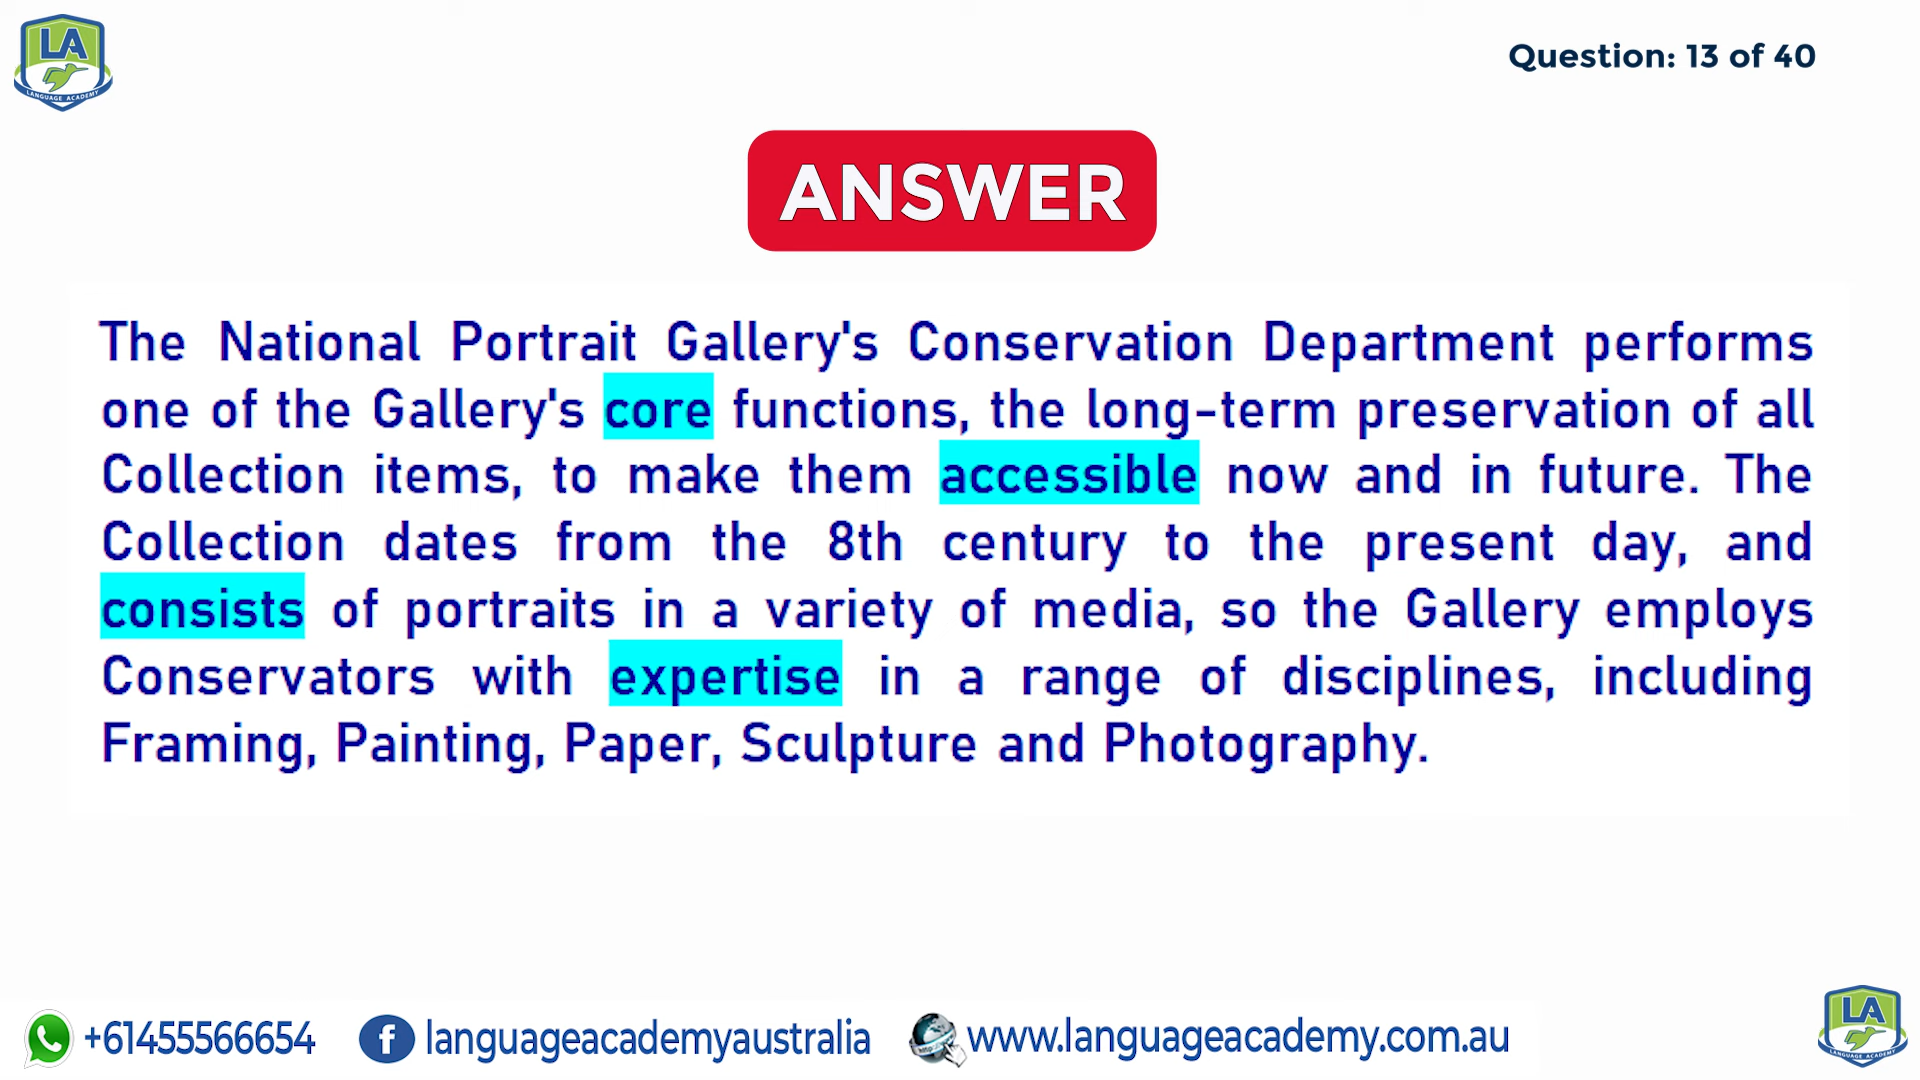 LA
LANGUAGE ACADEMY
Question: 13 of 40
ANSWER
The National Portrait Gallery's Conservation Department performs
one of the Gallery's core functions, the long-term preservation of all
Collection items, to make them accessible now and in future. The
Collection dates from the 8th century to the present day, and
consists of portraits in a variety of media, so the Gallery employs
Conservators with expertise in a range of disciplines, including
Framing, Painting, Paper, Sculpture and Photography.
+61455566654
languageacademyaustralia
www.languageacademy.com.au
LA
LANGUAGE ACADEMY